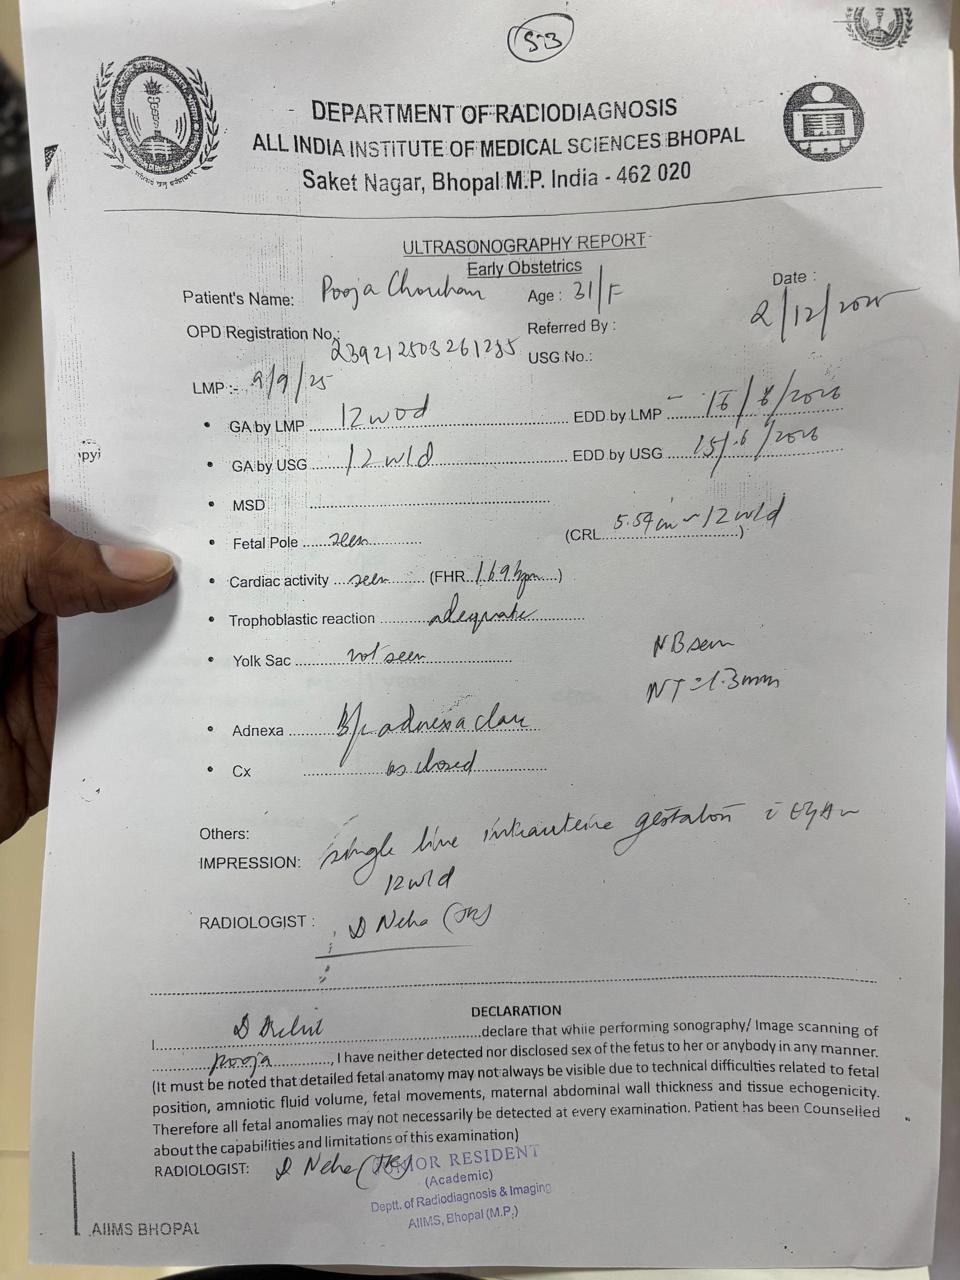 53
DEPARTMENT OF RADIODIAGNOSIS
ALL INDIA INSTITUTE OF MEDICAL SCIENCES BHOPAL
Saket Nagar, Bhopal M.P. India - 462 020
ULTRASONOGRAPHY REPORT
Early Obstetrics
Patient's Name: Pooja Chouhan Age : 31/F Date : 2/12/2025
OPD Registration No.: 239212503261285 Referred By :
USG.No.:
LMP :- 9/9/25
• GA by LMP 12w0d EDD by LMP 16/6/2026
• GA by USG 12w1d EDD by USG 15/6/2026
pyi
• MSD
• Fetal Pole seen (CRL 5.54cm ~ 12w1d)
• Cardiac activity seen (FHR 169bpm)
• Trophoblastic reaction adequate
• Yolk Sac not seen NB seen
NT = 1.3mm
• Adnexa B/L adnexa clear
• Cx os closed
Others:
IMPRESSION: single live intrauterine gestation
12w1d
RADIOLOGIST : D Neha (JR)
DECLARATION
I declare that while performing sonography/ Image scanning of
Pooja, I have neither detected nor disclosed sex of the fetus to her or anybody in any manner.
(It must be noted that detailed fetal anatomy may not always be visible due to technical difficulties related to fetal
position, amniotic fluid volume, fetal movements, maternal abdominal wall thickness and tissue echogenicity.
Therefore all fetal anomalies may not necessarily be detected at every examination. Patient has been Counselled
about the capabilities and limitations of this examination)
RADIOLOGIST: D Neha (JR)
JUNIOR RESIDENT
(Academic)
Deptt. of Radiodiagnosis & Imaging
AIIMS, Bhopal (M.P.)
AIIMS BHOPAL